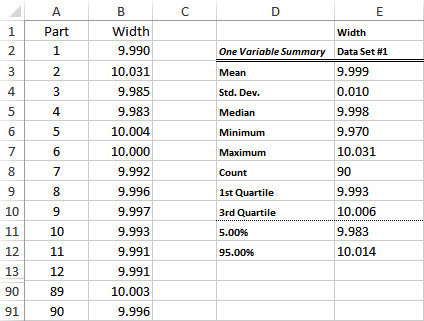 A B C D E
1 Part Width Width
2 1 9.990 One Variable Summary Data Set #1
3 2 10.031 Mean 9.999
4 3 9.985 Std. Dev. 0.010
5 4 9.983 Median 9.998
6 5 10.004 Minimum 9.970
7 6 10.000 Maximum 10.031
8 7 9.992 Count 90
9 8 9.996 1st Quartile 9.993
10 9 9.997 3rd Quartile 10.006
11 10 9.993 5.00% 9.983
12 11 9.991 95.00% 10.014
13 12 9.991
90 89 10.003
91 90 9.996